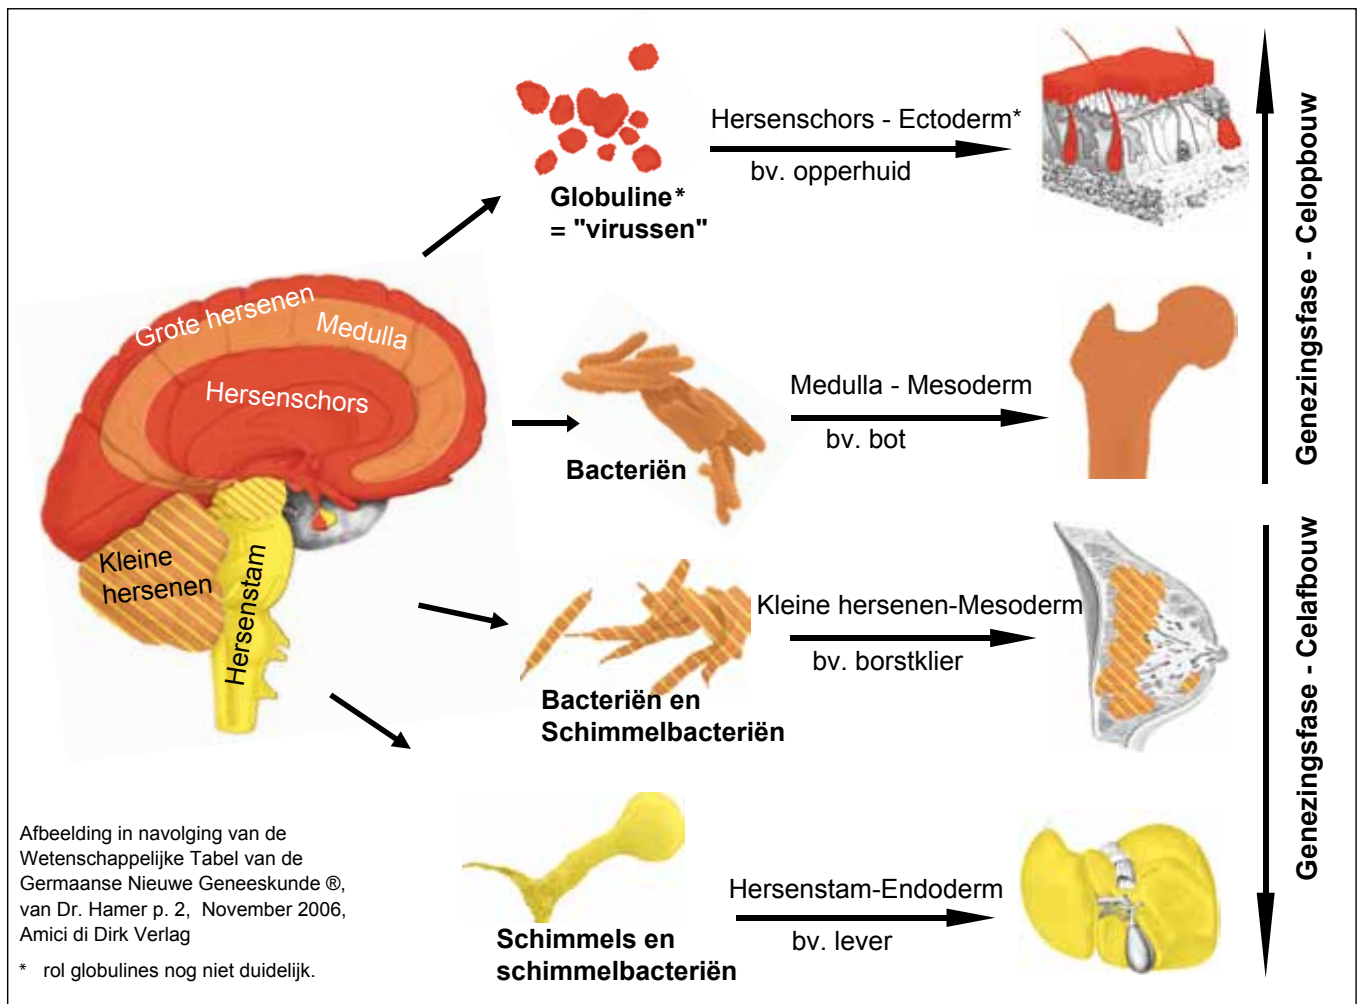 Globuline*
= "virussen"
Hersenschors - Ectoderm*
bv. opperhuid
Grote hersenen
Medulla
Hersenschors
Kleine
hersenen
Hersenstam
Bacteriën
Medulla - Mesoderm
bv. bot
Bacteriën en
Schimmelbacteriën
Kleine hersenen-Mesoderm
bv. borstklier
Schimmels en
schimmelbacteriën
Hersenstam-Endoderm
bv. lever
Genezingsfase - Celopbouw
Genezingsfase - Celafbouw
Afbeelding in navolging van de
Wetenschappelijke Tabel van de
Germaanse Nieuwe Geneeskunde ®,
van Dr. Hamer p. 2, November 2006,
Amici di Dirk Verlag
* rol globulines nog niet duidelijk.